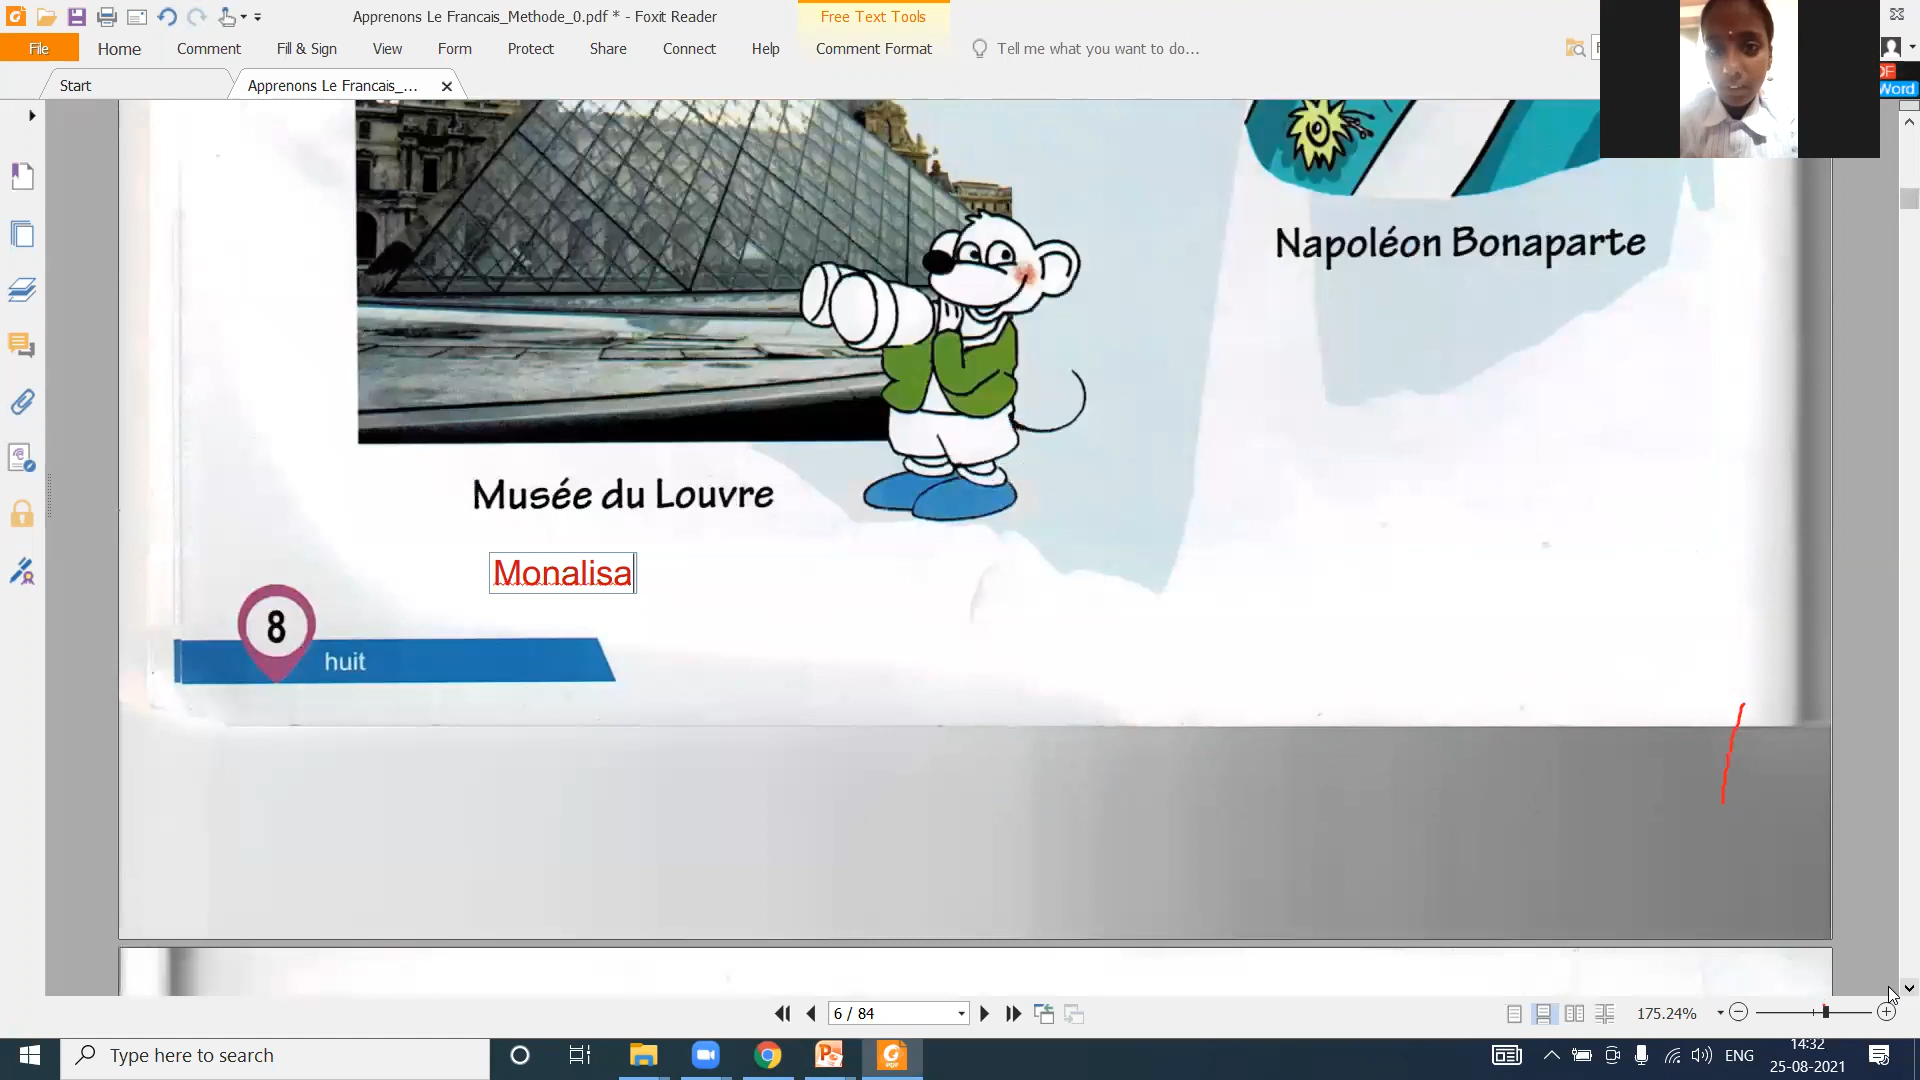 Apprenons Le Francais_Methode_0.pdf * - Foxit Reader
Free Text Tools
File Home Comment Fill & Sign View Form Protect Share Connect Help Comment Format Tell me what you want to do...
Start Apprenons Le Francais_...
Word
Napoléon Bonaparte
Musée du Louvre
Monalisa
8
huit
6 / 84
175.24%
Type here to search
ENG
14:32
25-08-2021